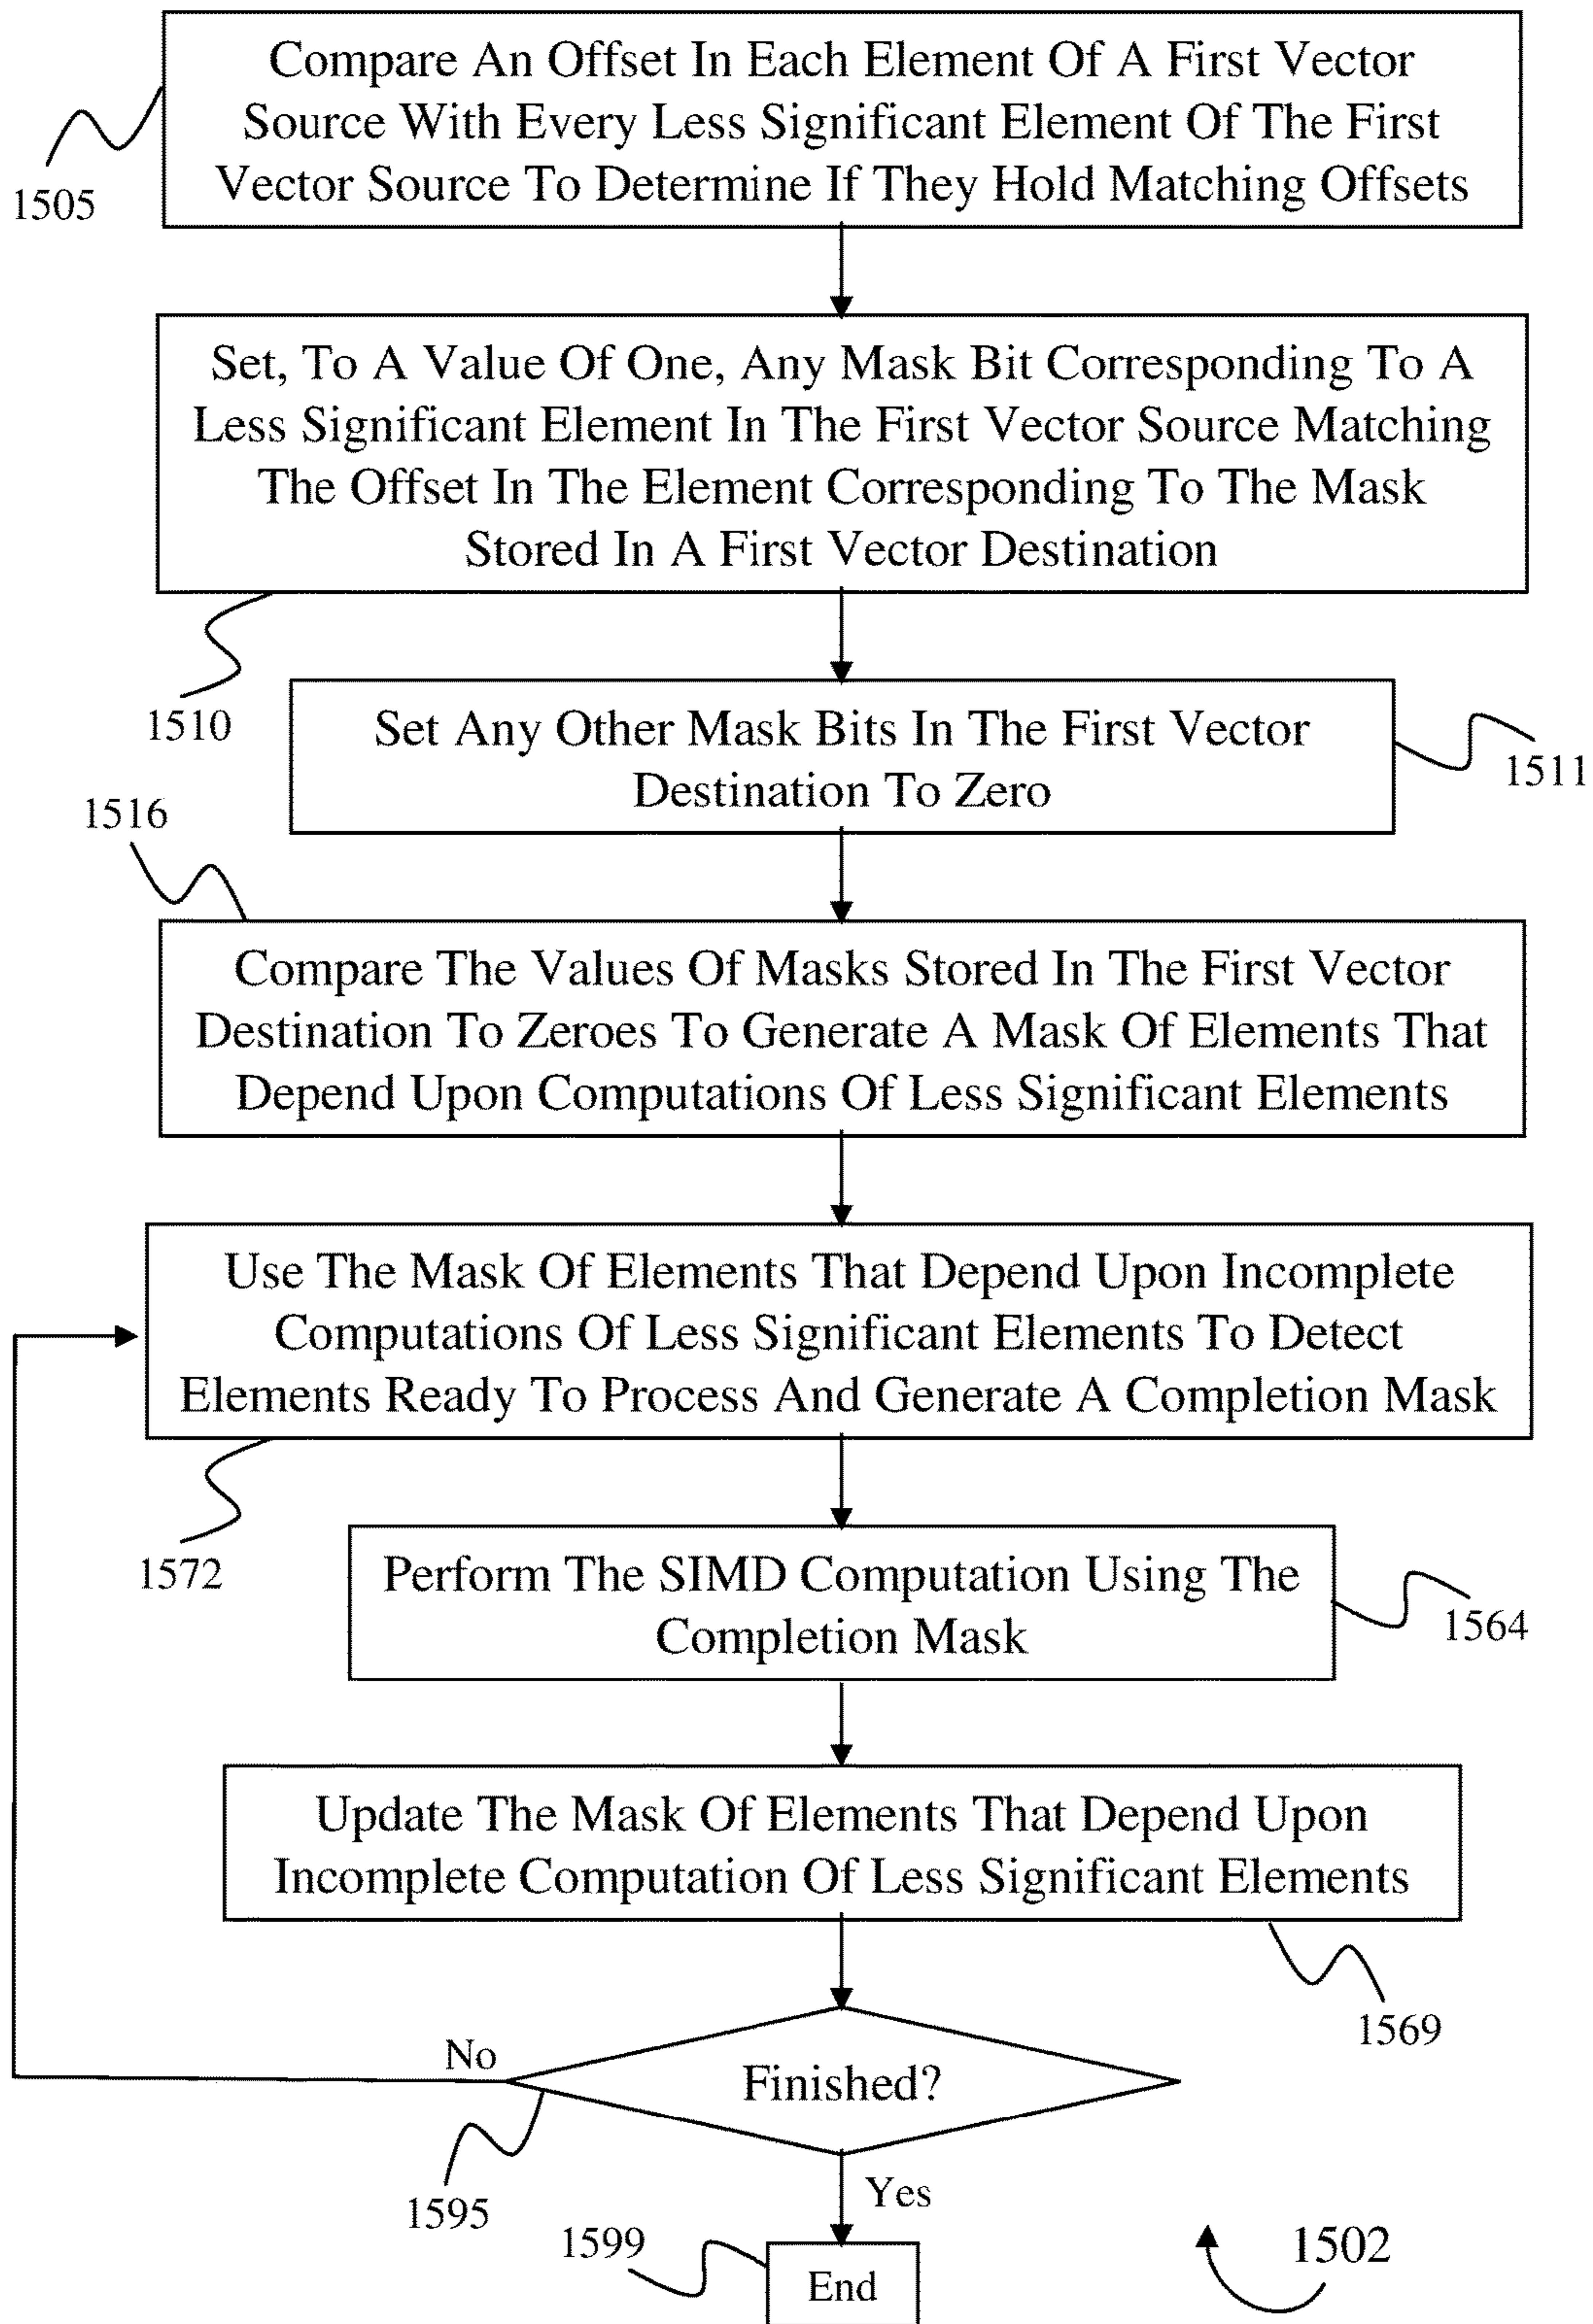 Compare An Offset In Each Element Of A First Vector
Source With Every Less Significant Element Of The First
Vector Source To Determine If They Hold Matching Offsets
1505
Set, To A Value Of One, Any Mask Bit Corresponding To A
Less Significant Element In The First Vector Source Matching
The Offset In The Element Corresponding To The Mask
Stored In A First Vector Destination
1510
Set Any Other Mask Bits In The First Vector
Destination To Zero
1511
1516
Compare The Values Of Masks Stored In The First Vector
Destination To Zeroes To Generate A Mask Of Elements That
Depend Upon Computations Of Less Significant Elements
Use The Mask Of Elements That Depend Upon Incomplete
Computations Of Less Significant Elements To Detect
Elements Ready To Process And Generate A Completion Mask
1572
Perform The SIMD Computation Using The
Completion Mask
1564
Update The Mask Of Elements That Depend Upon
Incomplete Computation Of Less Significant Elements
1569
No
Finished?
1595
Yes
1599
End
1502